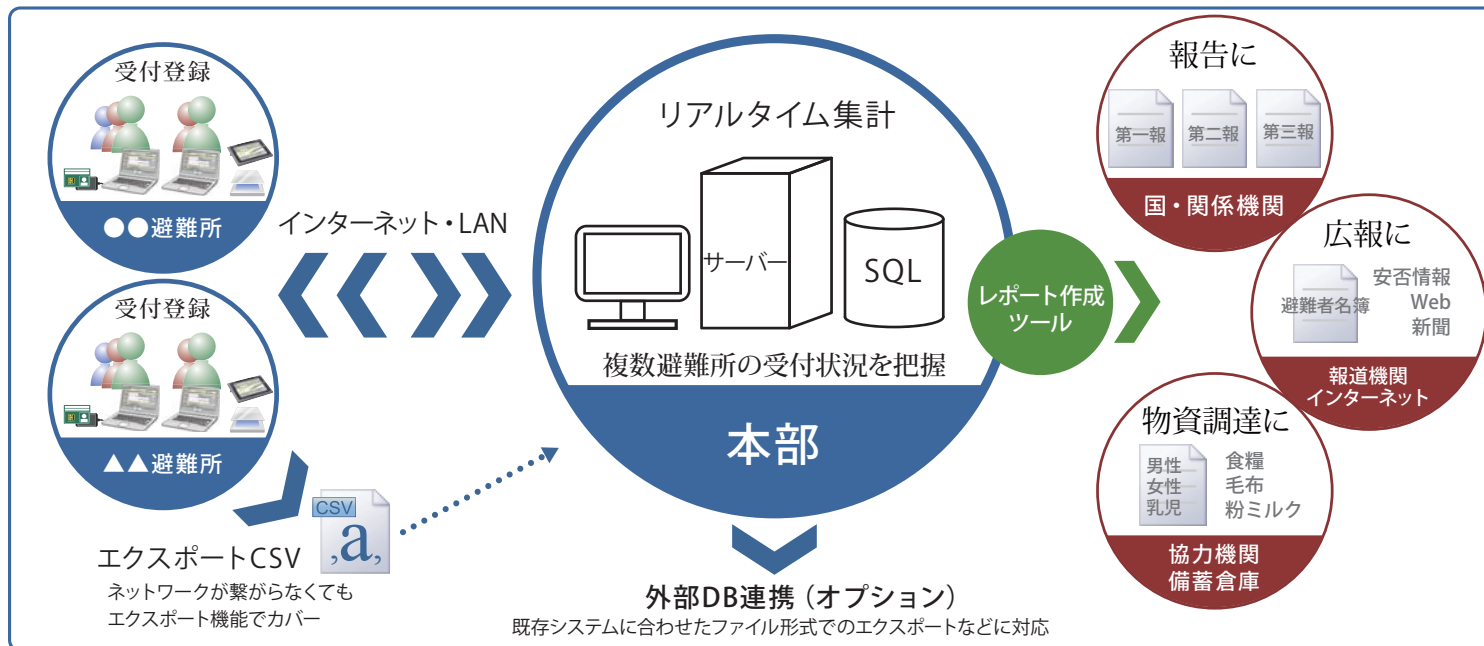 受付登録
●●避難所
受付登録
▲▲避難所
インターネット・LAN
エクスポートCSV
ネットワークが繋がらなくても
エクスポート機能でカバー
CSV
,a,
リアルタイム集計
サーバー
SQL
複数避難所の受付状況を把握
本部
外部DB連携（オプション）
既存システムに合わせたファイル形式でのエクスポートなどに対応
レポート作成
ツール
報告に
第一報
第二報
第三報
国・関係機関
広報に
避難者名簿
安否情報
Web
新聞
報道機関
インターネット
物資調達に
男性
女性
乳児
食糧
毛布
粉ミルク
協力機関
備蓄倉庫